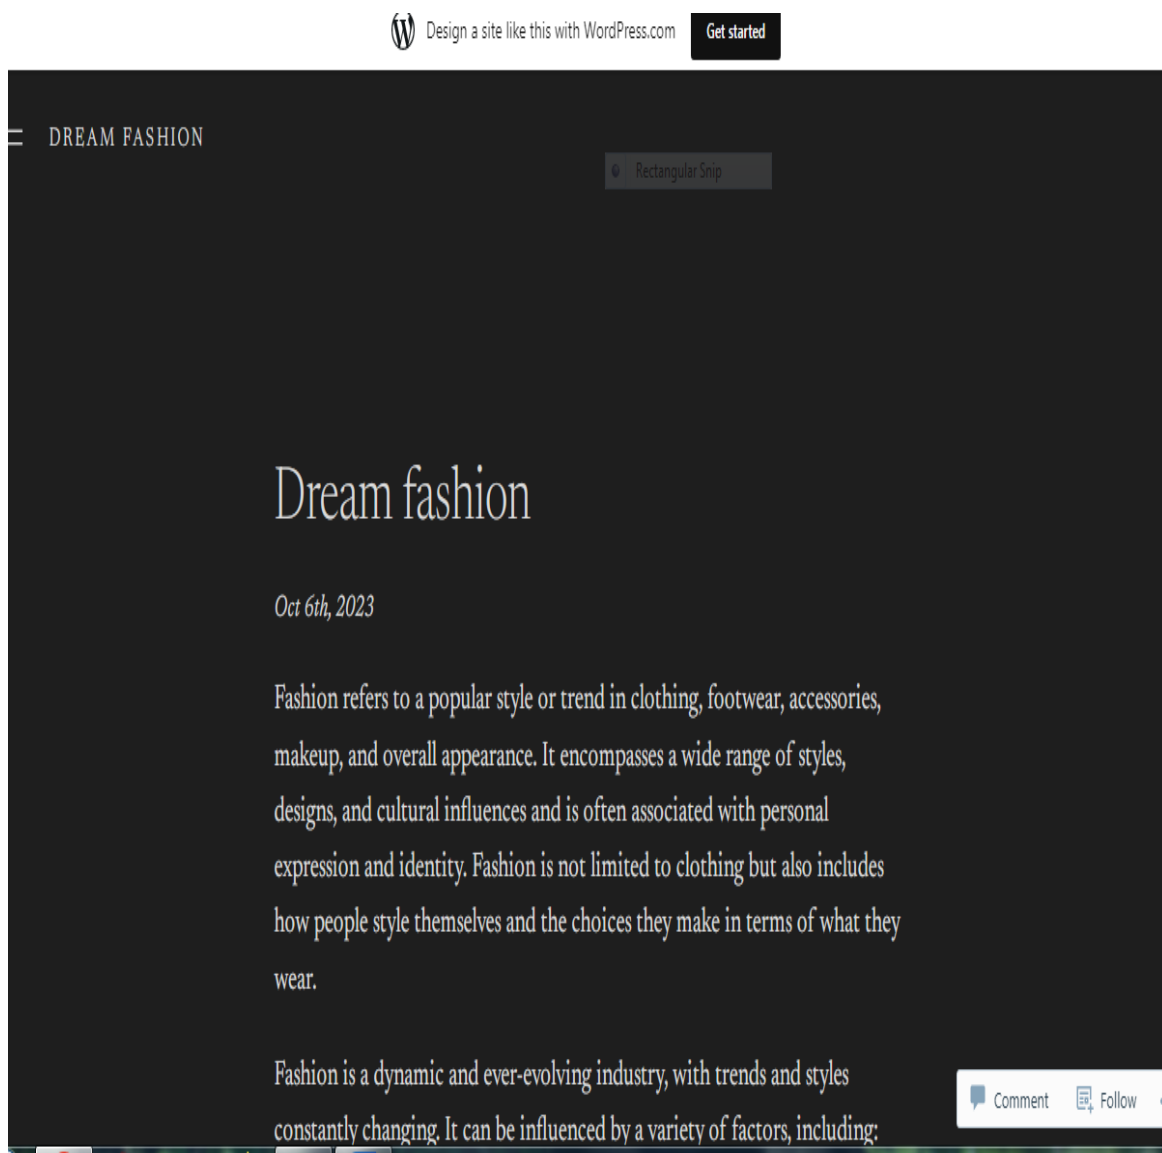 Design a site like this with WordPress.com
Get started
DREAM FASHION
Rectangular Snip
Dream fashion
Oct 6th, 2023
Fashion refers to a popular style or trend in clothing, footwear, accessories,
makeup, and overall appearance. It encompasses a wide range of styles,
designs, and cultural influences and is often associated with personal
expression and identity. Fashion is not limited to clothing but also includes
how people style themselves and the choices they make in terms of what they
wear.
Fashion is a dynamic and ever-evolving industry, with trends and styles
constantly changing. It can be influenced by a variety of factors, including:
Comment
Follow